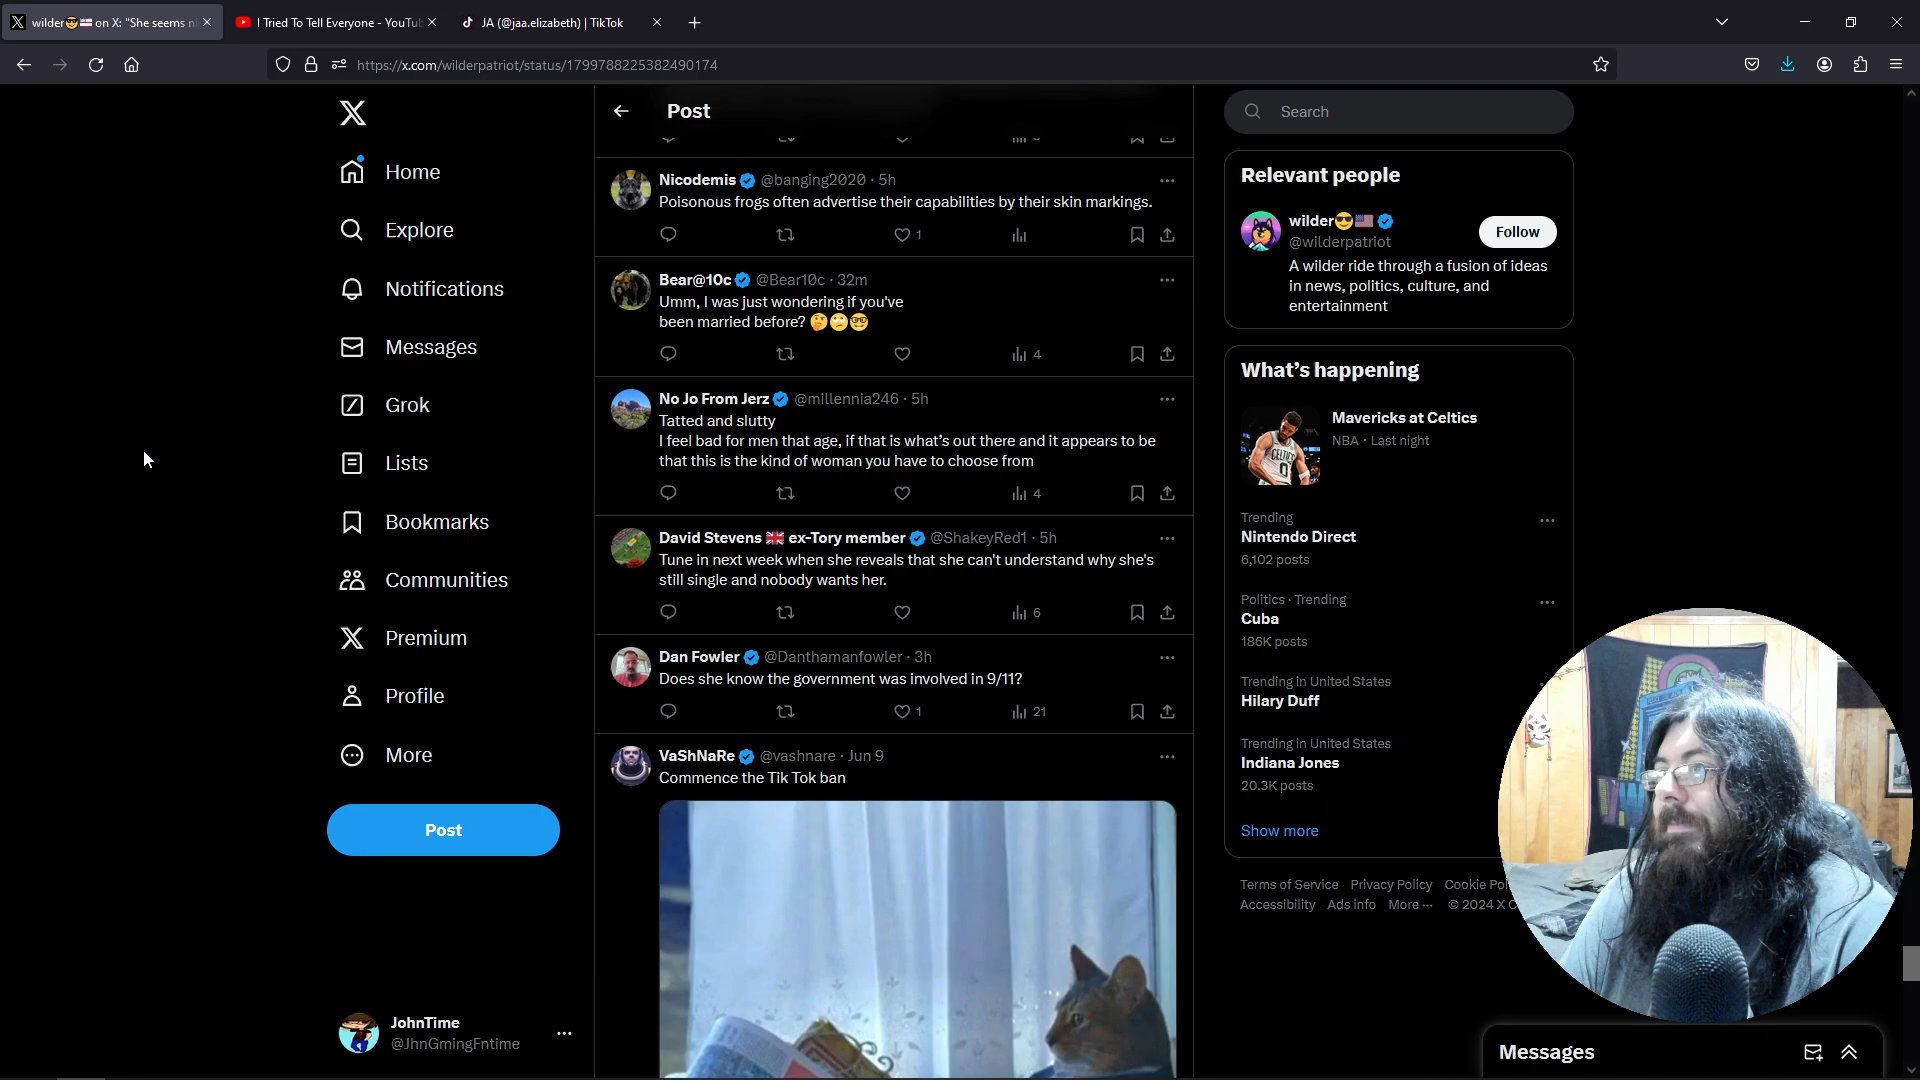 wilder😎🇺🇸 on X: "She seems ni
I Tried To Tell Everyone - YouTub
JA (@jaa.elizabeth) | TikTok
https://x.com/wilderpatriot/status/1799788225382490174
Home
Explore
Notifications
Messages
Grok
Lists
Bookmarks
Communities
Premium
Profile
More
Post
JohnTime
@JhnGmingFntime
Post
Nicodemis @banging2020 · 5h
Poisonous frogs often advertise their capabilities by their skin markings.
1
Bear@10c @Bear10c · 32m
Umm, I was just wondering if you've
been married before? 🤔🙄🤓
4
No Jo From Jerz @millennia246 · 5h
Tatted and slutty
I feel bad for men that age, if that is what's out there and it appears to be
that this is the kind of woman you have to choose from
4
David Stevens 🇬🇧 ex-Tory member @ShakeyRed1 · 5h
Tune in next week when she reveals that she can't understand why she's
still single and nobody wants her.
6
Dan Fowler @Danthamanfowler · 3h
Does she know the government was involved in 9/11?
1 21
VaShNaRe @vashnare · Jun 9
Commence the Tik Tok ban
Search
Relevant people
wilder😎🇺🇸
@wilderpatriot
Follow
A wilder ride through a fusion of ideas
in news, politics, culture, and
entertainment
What's happening
Mavericks at Celtics
NBA · Last night
CELTICS
0
Trending
Nintendo Direct
6,102 posts
Politics · Trending
Cuba
186K posts
Trending in United States
Hilary Duff
Trending in United States
Indiana Jones
20.3K posts
Show more
Terms of Service Privacy Policy Cookie Pol
Accessibility Ads info More ··· © 2024 X C
Messages